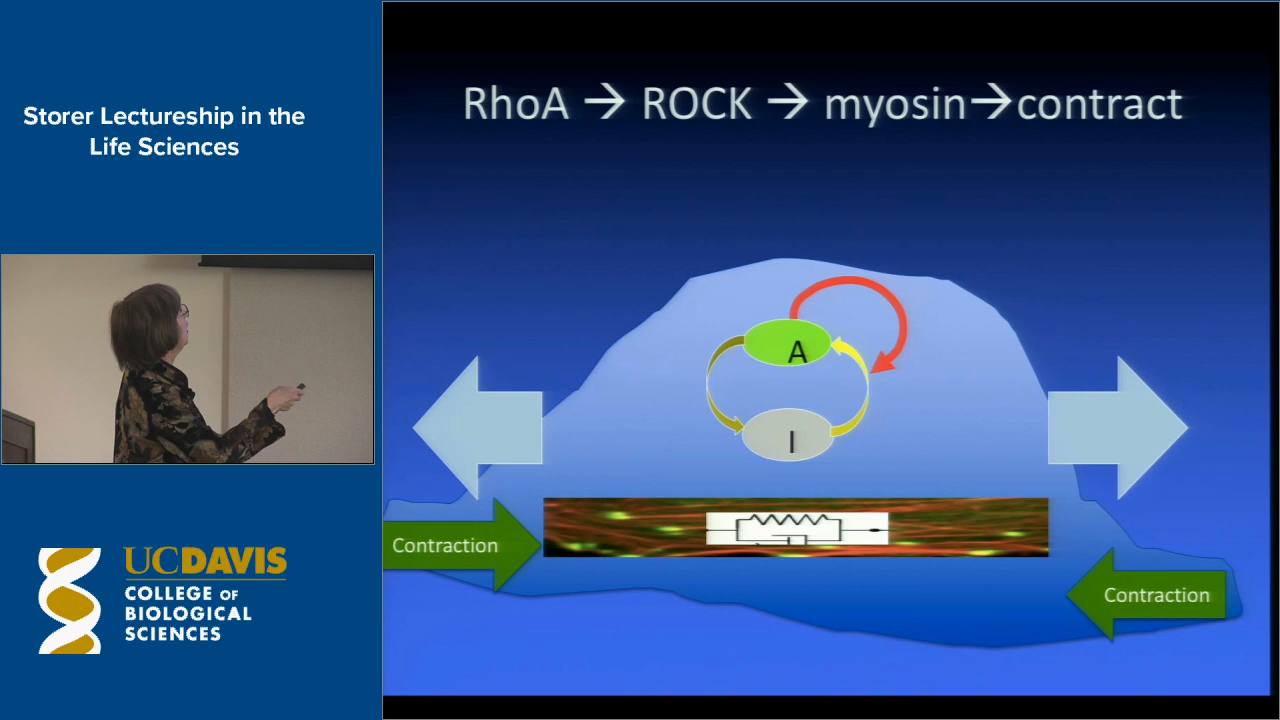 Storer Lectureship in the
Life Sciences
UCDAVIS
COLLEGE OF
BIOLOGICAL
SCIENCES
RhoA → ROCK → myosin→contract
A
I
Contraction
Contraction